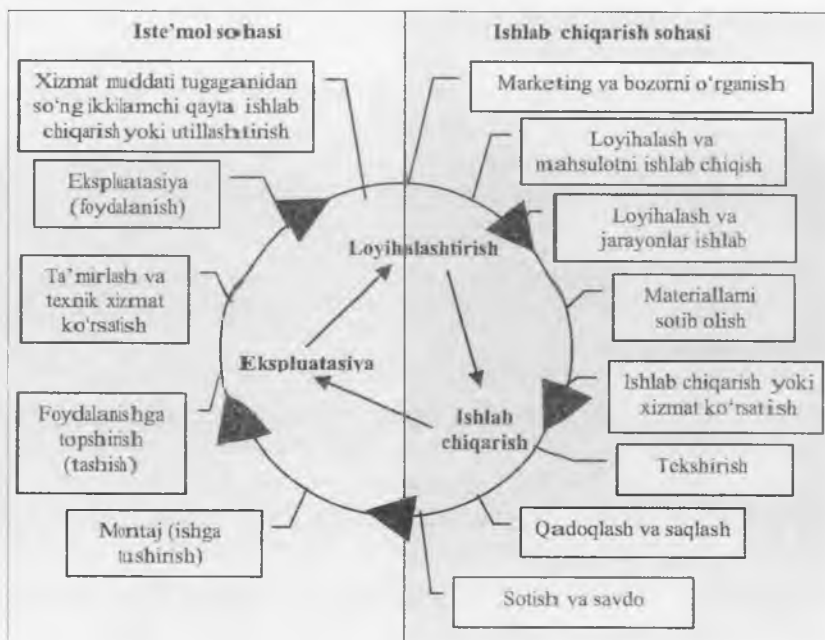 Iste’mol sohasi
Ishlab chiqarish sohasi
Xizmat muddati tugaganidan
so‘ng ikkilamchi qayta ishlab
chiqarish yoki utillashtirish
Ekspluatasiya
(foydalanish)
Ta’mirlash va
texnik xizmat
ko‘rsatish
Foydalanishga
topshirish
(tashish)
Montaj (ishga
tushirish)
Marketing va bozorni o‘rganish
Loyihalash va
mahsulotni ishlab chiqish
Loyihalash va
jarayonlar ishlab
Materiallarni
sotib olish
Ishlab chiqarish yoki
xizmat ko‘rsatish
Tekshirish
Qadoqlash va saqlash
Sotish va savdo
Loyihalashtirish
Ekspluatasiya
Ishlab
chiqarish